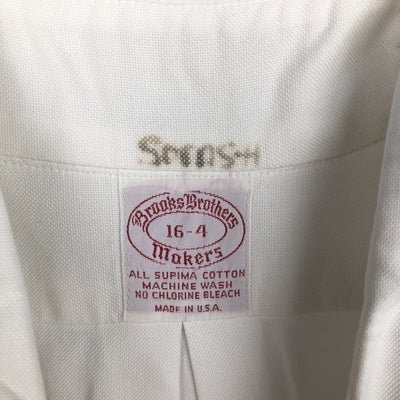 Brooks Brothers
16-4
Makers
ALL SUPIMA COTTON
MACHINE WASH
NO CHLORINE BLEACH
MADE IN U.S.A.